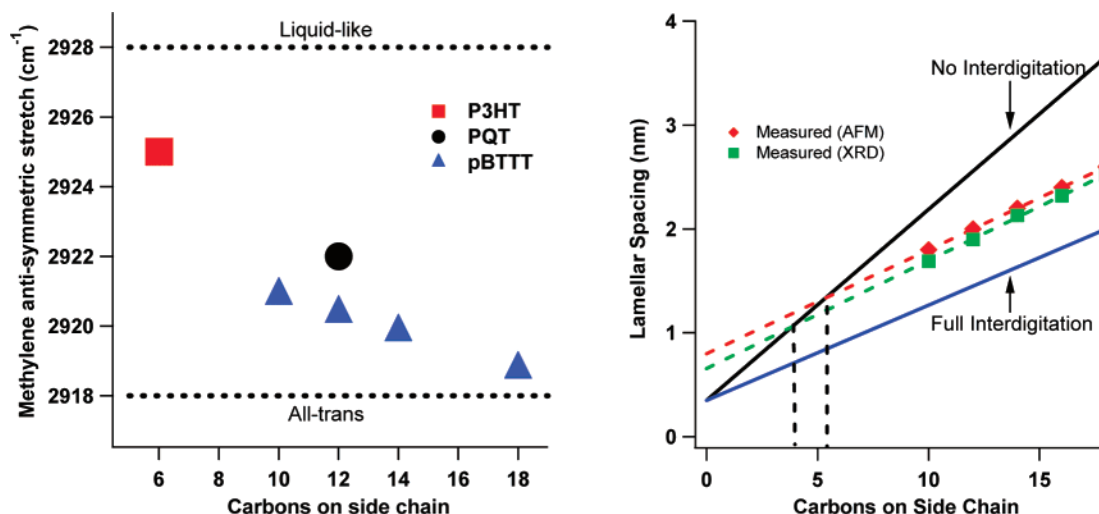 Methylene anti-symmetric stretch (cm⁻¹)
2928
2926
2924
2922
2920
2918
Liquid-like
P3HT
PQT
pBTTT
All-trans
6
8
10
12
14
16
18
Carbons on side chain
Lamellar Spacing (nm)
4
3
2
1
0
No Interdigitation
Measured (AFM)
Measured (XRD)
Full Interdigitation
0
5
10
15
Carbons on Side Chain